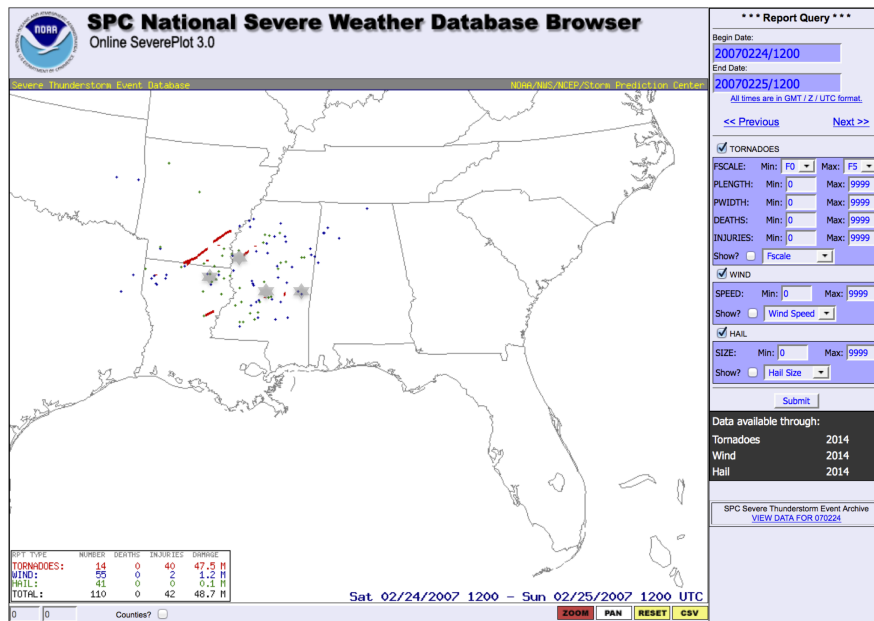 NOAA
SPC National Severe Weather Database Browser
Online SeverePlot 3.0
Severe Thunderstorm Event Database
NOAA/NWS/NCEP/Storm Prediction Center
RPT TYPE NUMBER DEATHS INJURIES DAMAGE
TORNADOES: 14 0 40 47.5 M
WIND: 55 0 2 1.2 M
HAIL: 41 0 0 0.1 M
TOTAL: 110 0 42 48.7 M
Sat 02/24/2007 1200 - Sun 02/25/2007 1200 UTC
0 0 Counties? ZOOM PAN RESET CSV
* * * Report Query * * *
Begin Date:
20070224/1200
End Date:
20070225/1200
All times are in GMT / Z / UTC format.
<< Previous Next >>
TORNADOES
FSCALE: Min: F0 Max: F5
PLENGTH: Min: 0 Max: 9999
PWIDTH: Min: 0 Max: 9999
DEATHS: Min: 0 Max: 9999
INJURIES: Min: 0 Max: 9999
Show? Fscale
WIND
SPEED: Min: 0 Max: 9999
Show? Wind Speed
HAIL
SIZE: Min: 0 Max: 9999
Show? Hail Size
Submit
Data available through:
Tornadoes 2014
Wind 2014
Hail 2014
SPC Severe Thunderstorm Event Archive
VIEW DATA FOR 070224